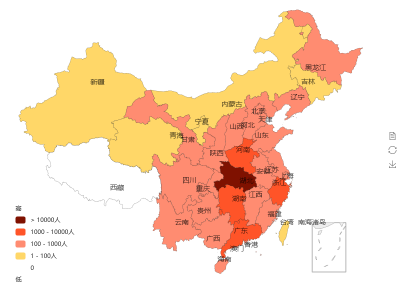 黑龙江
新疆
吉林
辽宁
内蒙古
北京
天津
宁夏
山西
河北
山东
青海
甘肃
陕西
河南
江苏
安徽
上海
四川
西藏
重庆
湖北
浙江
湖南
江西
贵州
福建
云南
台湾
南海诸岛
广西
广东
香港
澳门
海南
高
> 10000人
1000 - 10000人
100 - 1000人
1 - 100人
0
低